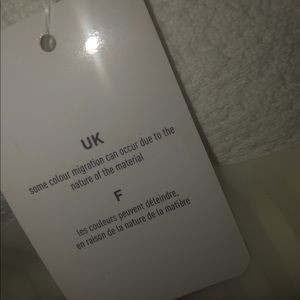 UK
some colour migration can occur due to the
nature of the material
F
les couleurs peuvent déteindre,
en raison de la nature de la matière